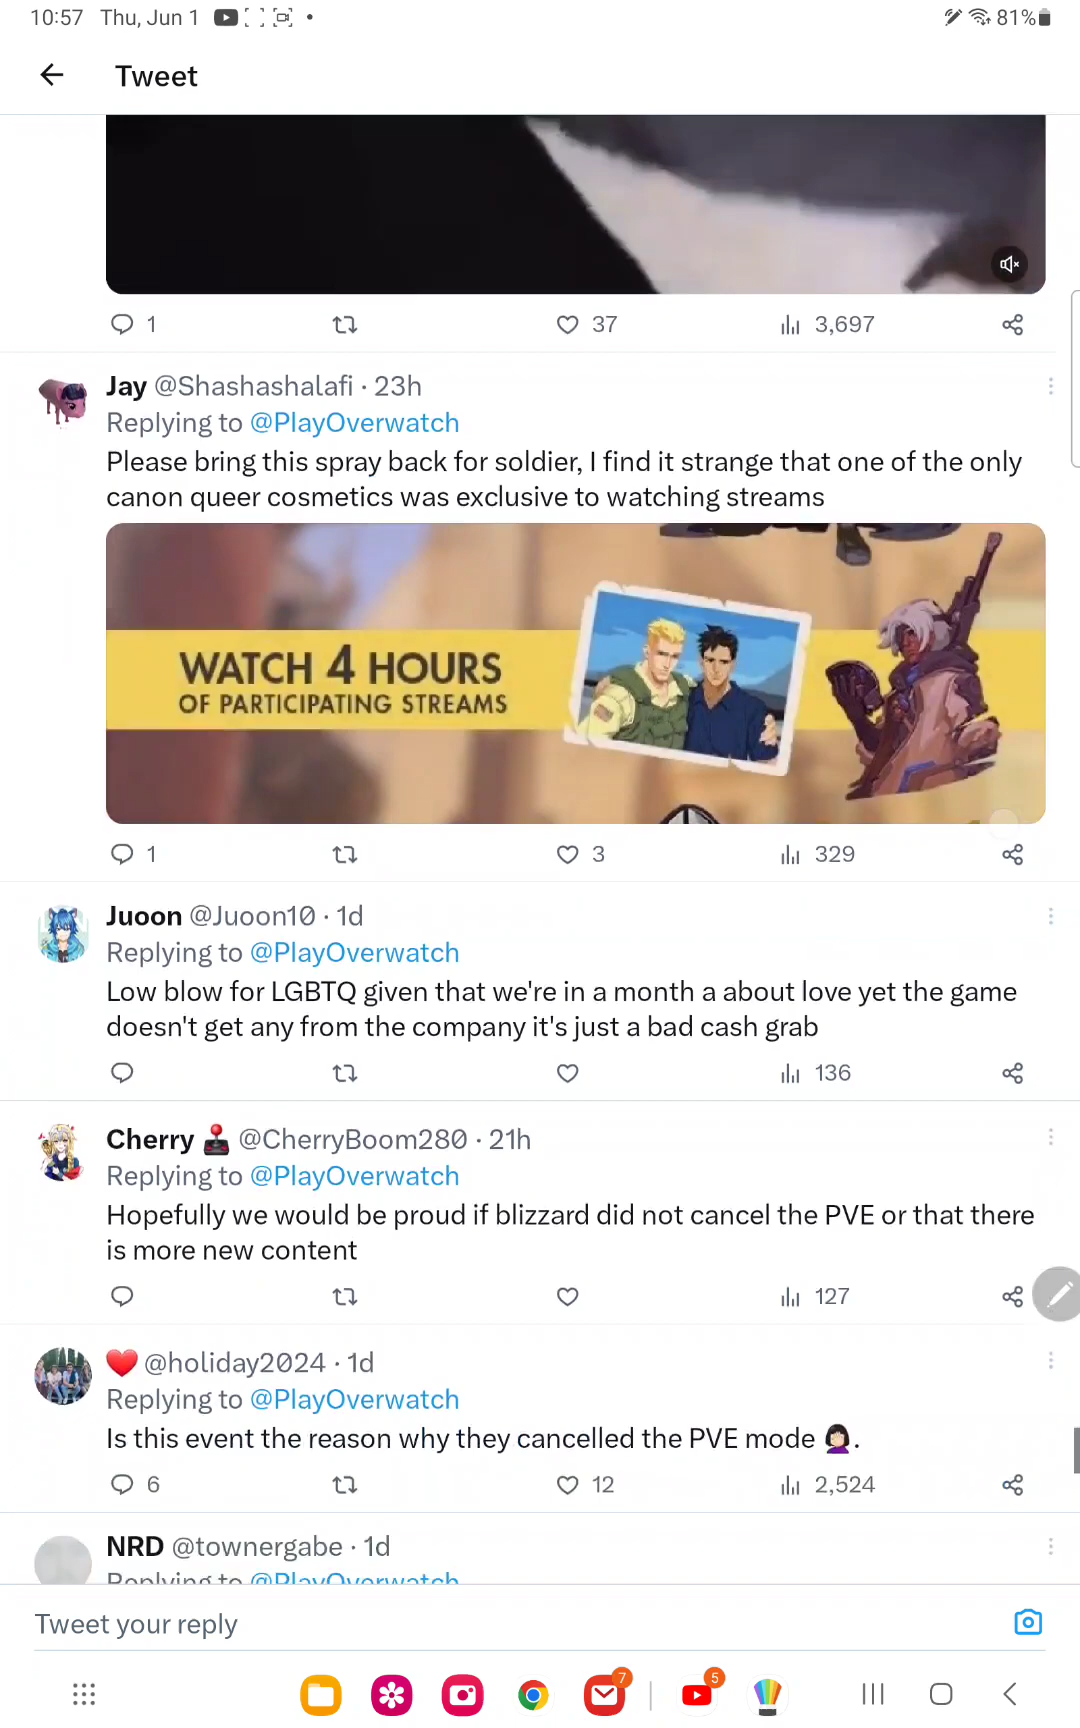 10:57 Thu, Jun 1 81%
Tweet
1 37 3,697
Jay @Shashashalafi · 23h
Replying to @PlayOverwatch
Please bring this spray back for soldier, I find it strange that one of the only
canon queer cosmetics was exclusive to watching streams
WATCH 4 HOURS
OF PARTICIPATING STREAMS
1 3 329
Juoon @Juoon10 · 1d
Replying to @PlayOverwatch
Low blow for LGBTQ given that we're in a month a about love yet the game
doesn't get any from the company it's just a bad cash grab
136
Cherry 🕹️ @CherryBoom280 · 21h
Replying to @PlayOverwatch
Hopefully we would be proud if blizzard did not cancel the PVE or that there
is more new content
127
❤️ @holiday2024 · 1d
Replying to @PlayOverwatch
Is this event the reason why they cancelled the PVE mode 🤦🏻‍♀️.
6 12 2,524
NRD @townergabe · 1d
Replying to @PlayOverwatch
Tweet your reply
7 5